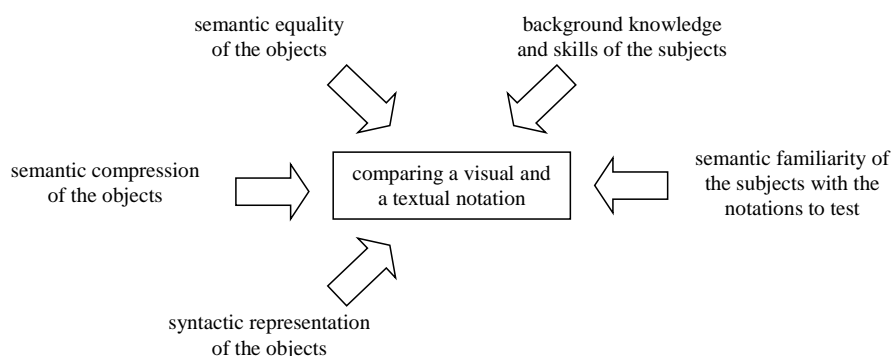 semantic equality
of the objects
background knowledge
and skills of the subjects
semantic compression
of the objects
comparing a visual and
a textual notation
semantic familiarity of
the subjects with the
notations to test
syntactic representation
of the objects